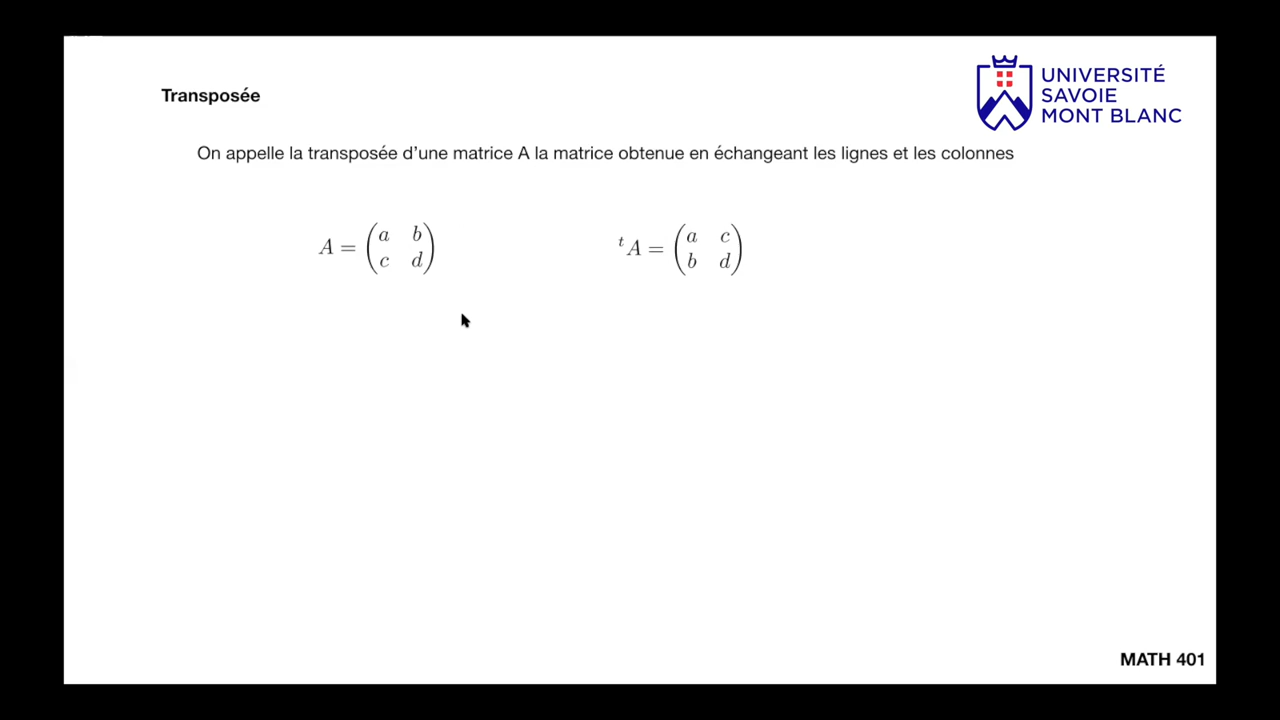 Transposée
UNIVERSITÉ
SAVOIE
MONT BLANC
On appelle la transposée d’une matrice A la matrice obtenue en échangeant les lignes et les colonnes
A = (a b
c d)
ᵗA = (a c
b d)
MATH 401